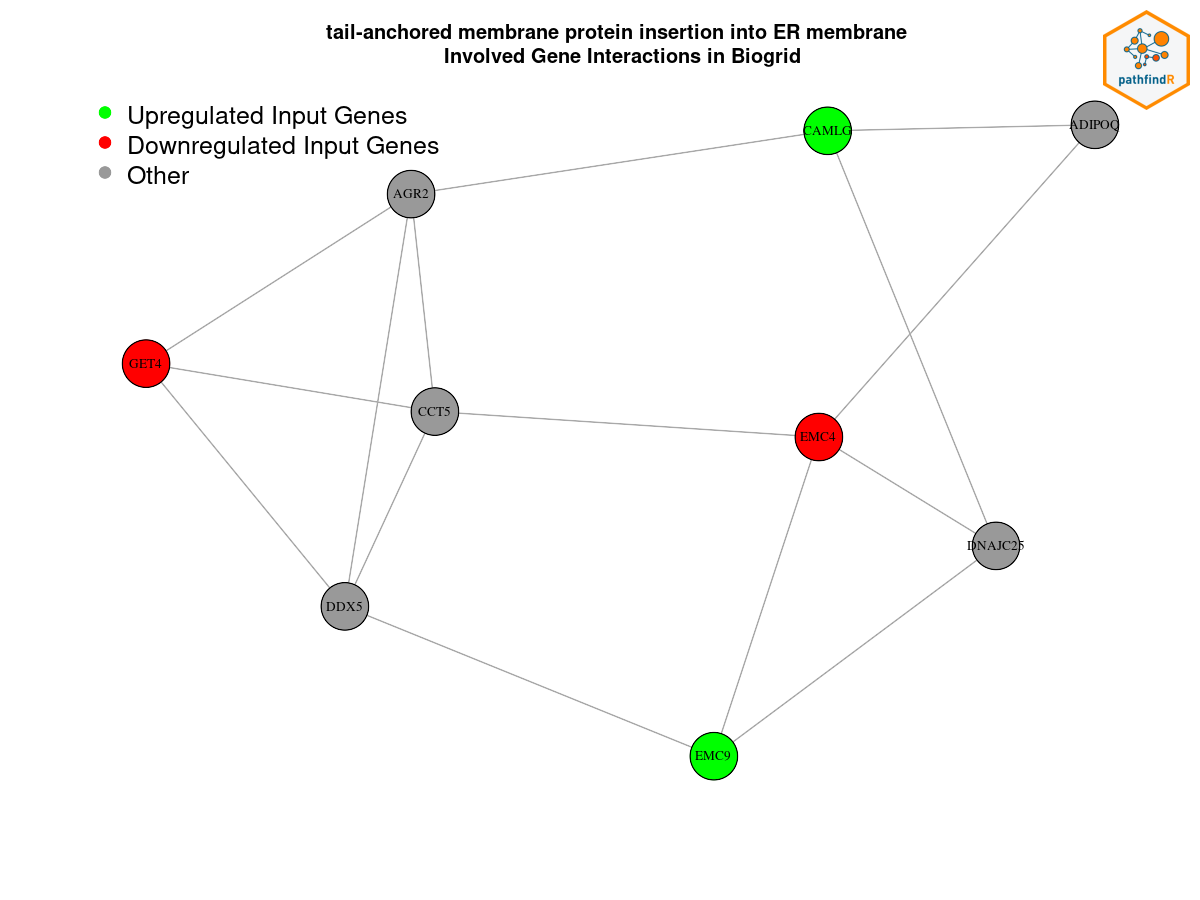 tail-anchored membrane protein insertion into ER membrane
Involved Gene Interactions in Biogrid
pathfindR
Upregulated Input Genes
Downregulated Input Genes
Other
CAMLG
ADIPOQ
AGR2
GET4
CCT5
EMC4
DNAJC25
DDX5
EMC9